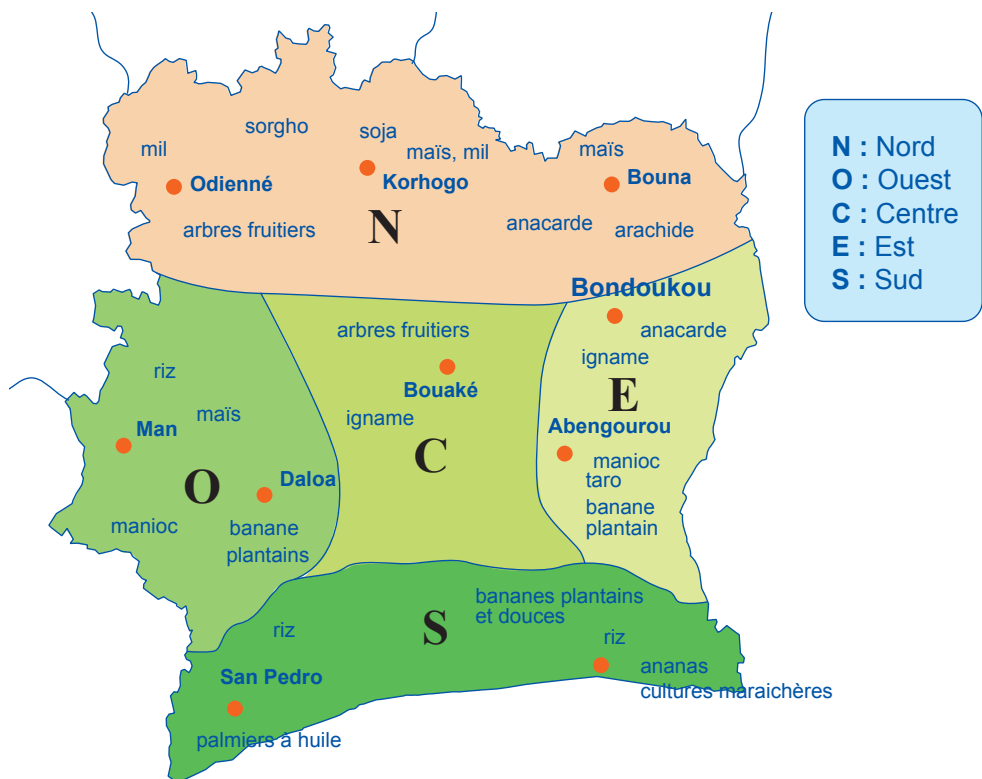 sorgho
soja
mil
maïs, mil
maïs
Odienné
Korhogo
Bouna
arbres fruitiers
N
anacarde
arachide
Bondoukou
arbres fruitiers
anacarde
riz
igname
Bouaké
E
maïs
igname
Man
Abengourou
C
manioc
taro
O
Daloa
manioc
banane
plantains
banane
plantain
bananes plantains
et douces
S
riz
riz
San Pedro
ananas
cultures maraichères
palmiers à huile
N : Nord
O : Ouest
C : Centre
E : Est
S : Sud